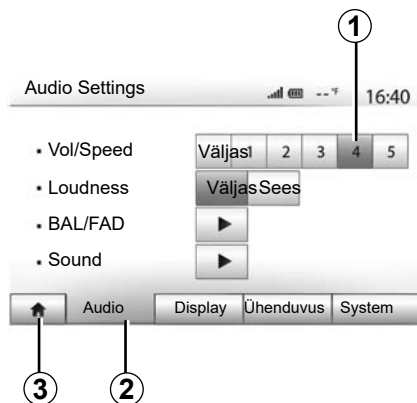 1
Audio Settings --°F 16:40
Vol/Speed Väljas 1 2 3 4 5
Loudness Väljas Sees
BAL/FAD
Sound
Audio Display Ühenduvus System
3 2